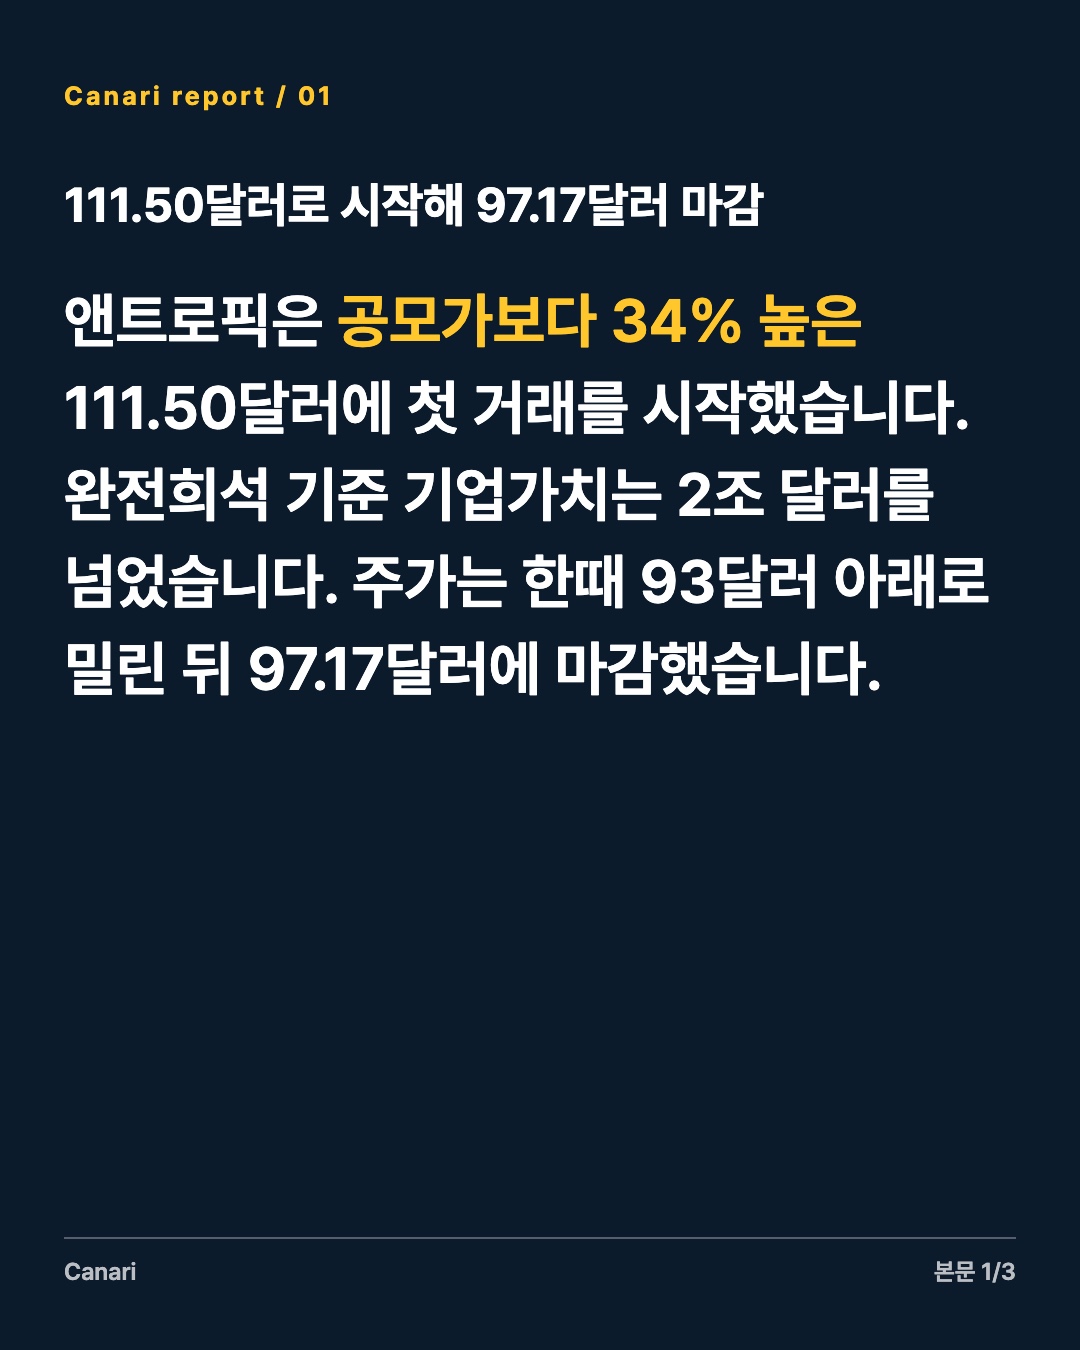 Canari report / 01
111.50달러로 시작해 97.17달러 마감
앤트로픽은 공모가보다 34% 높은
111.50달러에 첫 거래를 시작했습니다.
완전희석 기준 기업가치는 2조 달러를
넘었습니다. 주가는 한때 93달러 아래로
밀린 뒤 97.17달러에 마감했습니다.
Canari
본문 1/3